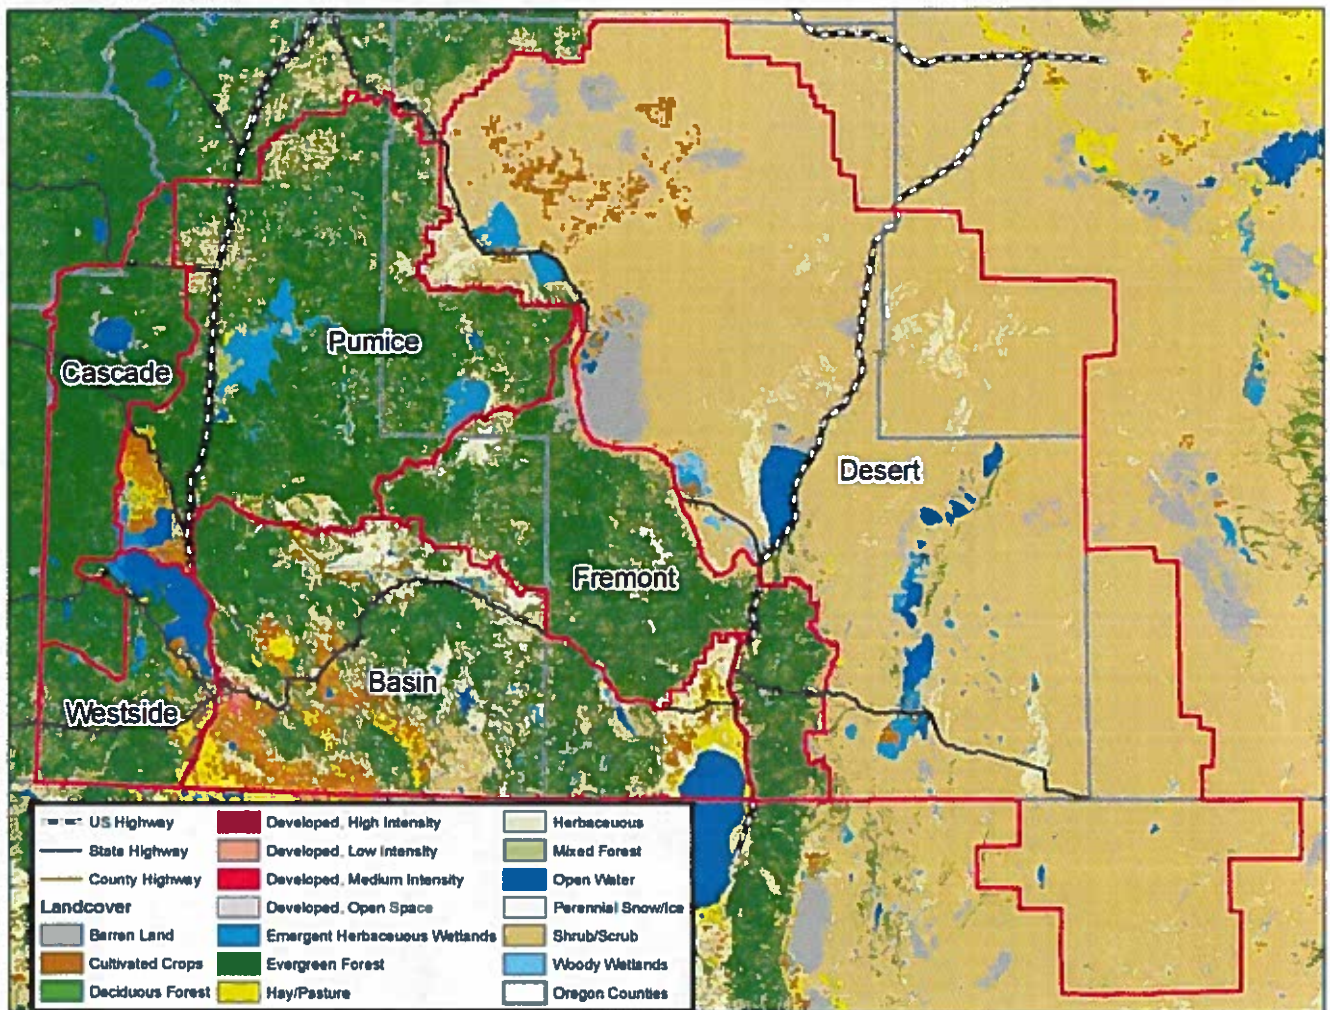 Pumice
Cascade
Desert
Fremont
Basin
Westside
US Highway
State Highway
County Highway
Landcover
Barren Land
Cultivated Crops
Deciduous Forest
Developed, High Intensity
Developed, Low Intensity
Developed, Medium Intensity
Developed, Open Space
Emergent Herbaceuous Wetlands
Evergreen Forest
Hay/Pasture
Herbaceuous
Mixed Forest
Open Water
Perennial Snow/Ice
Shrub/Scrub
Woody Wetlands
Oregon Counties